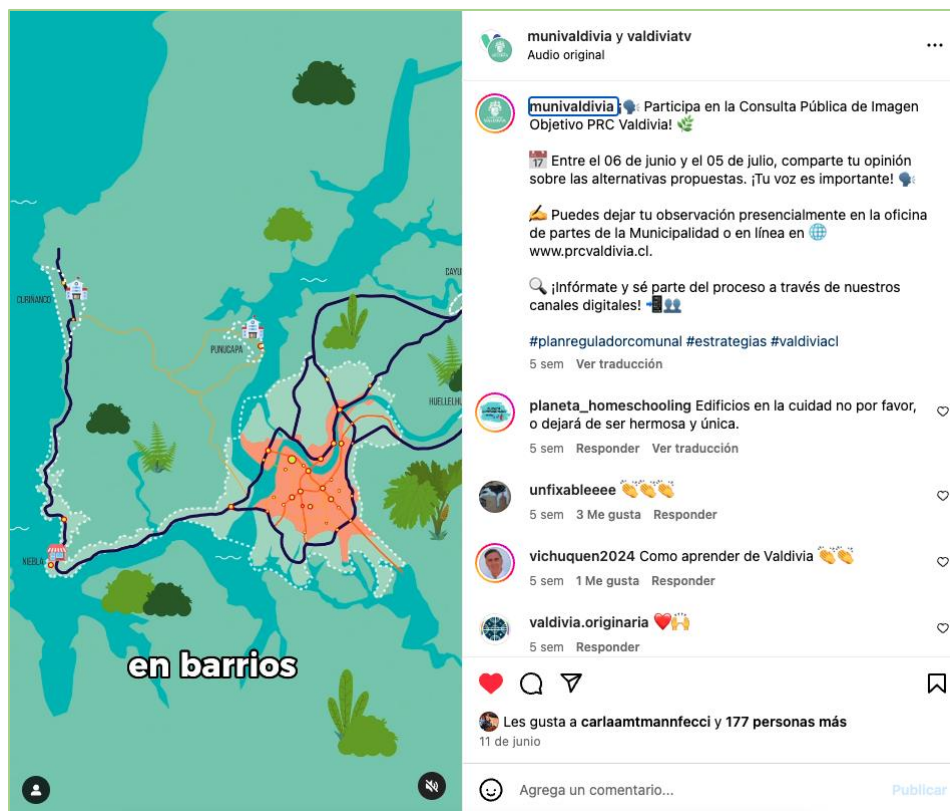 CURIÑANCO
PUNUCAPA
CAYU
HUELLELHU
NIEBLA
en barrios
munivaldivia y valdiviatv
Audio original
munivaldivia ¡🗣️ Participa en la Consulta Pública de Imagen
Objetivo PRC Valdivia! 🌿
📅 Entre el 06 de junio y el 05 de julio, comparte tu opinión
sobre las alternativas propuestas. ¡Tu voz es importante! 🗣️
✍️ Puedes dejar tu observación presencialmente en la oficina
de partes de la Municipalidad o en línea en 🌐
www.prcvaldivia.cl.
🔍 ¡Infórmate y sé parte del proceso a través de nuestros
canales digitales! 📲👥
#planreguladorcomunal #estrategias #valdiviacl
5 sem Ver traducción
planeta_homeschooling Edificios en la cuidad no por favor,
o dejará de ser hermosa y única.
5 sem Responder Ver traducción
unfixableeee 👏👏👏
5 sem 3 Me gusta Responder
vichuquen2024 Como aprender de Valdivia 👏👏
5 sem 1 Me gusta Responder
valdivia.originaria ❤️🙌
5 sem Responder
Les gusta a carlaamtmannfecci y 177 personas más
11 de junio
Agrega un comentario...
Publicar